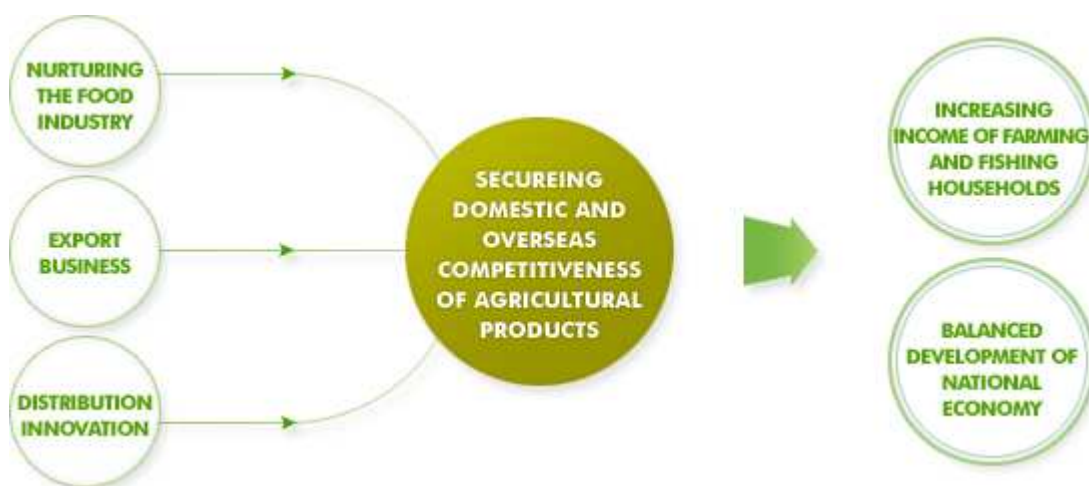 NURTURING
THE FOOD
INDUSTRY
EXPORT
BUSINESS
DISTRIBUTION
INNOVATION
SECUREING
DOMESTIC AND
OVERSEAS
COMPETITIVENESS
OF AGRICULTURAL
PRODUCTS
INCREASING
INCOME OF FARMING
AND FISHING
HOUSEHOLDS
BALANCED
DEVELOPMENT OF
NATIONAL
ECONOMY